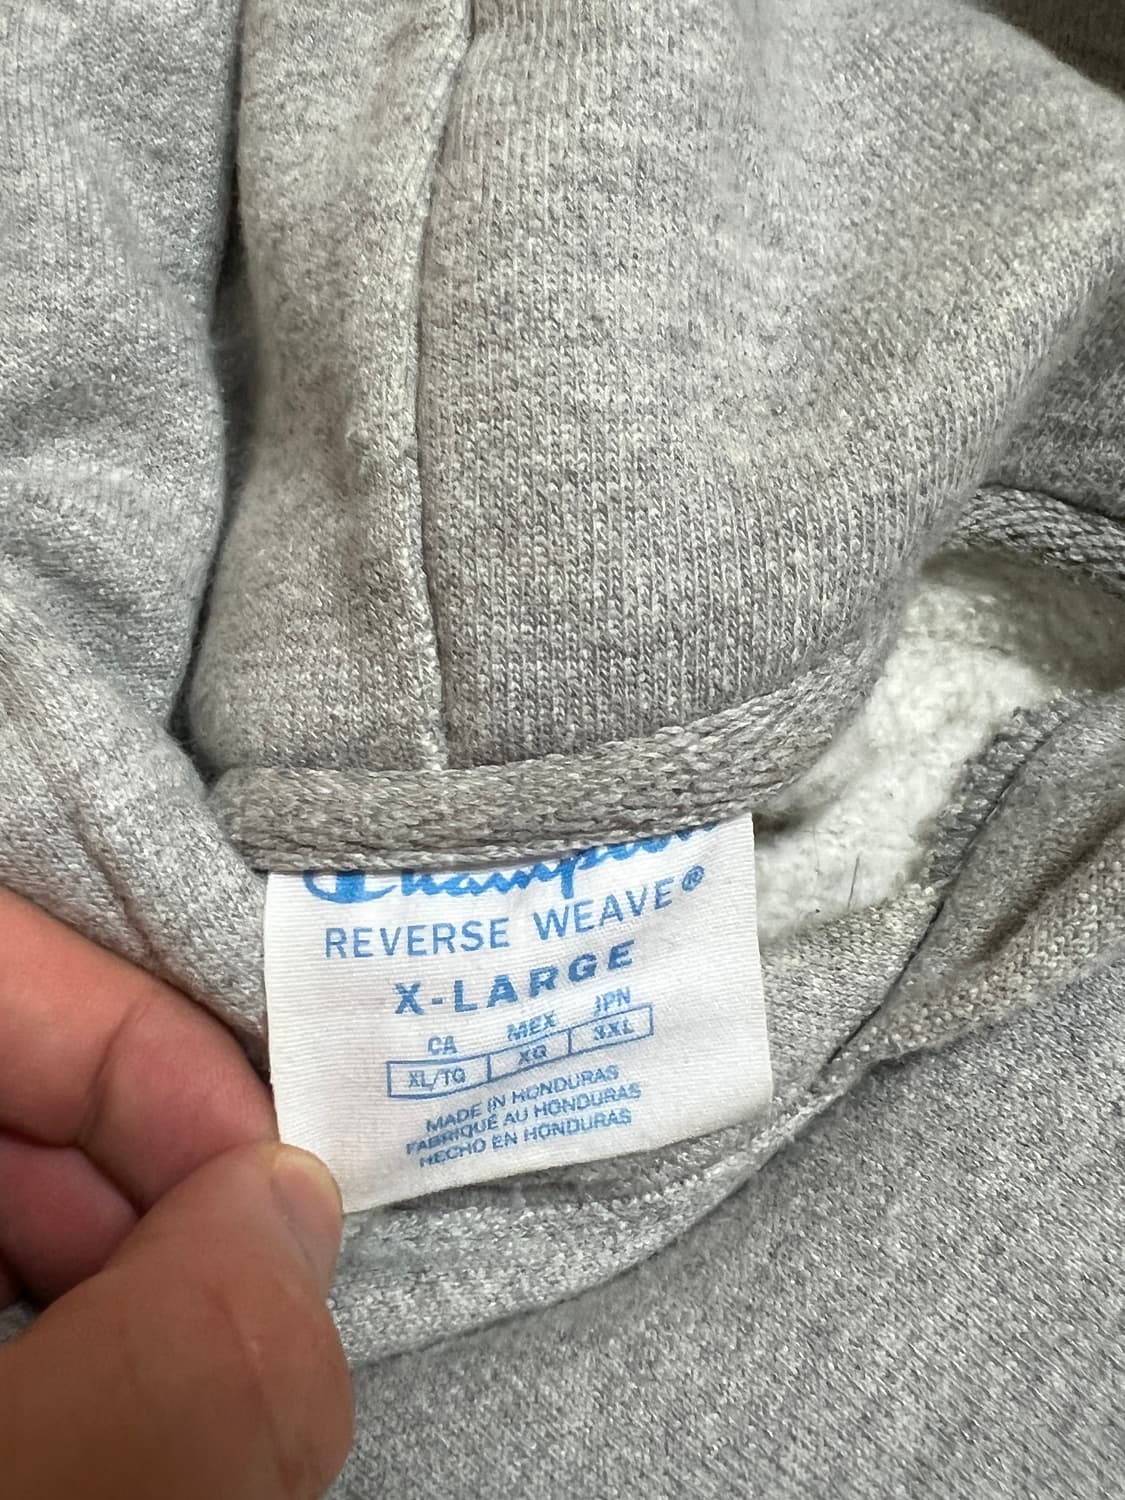 Champion
REVERSE WEAVE®
X-LARGE
CA MEX JPN
XL/TG XG 3XL
MADE IN HONDURAS
FABRIQUÉ AU HONDURAS
HECHO EN HONDURAS